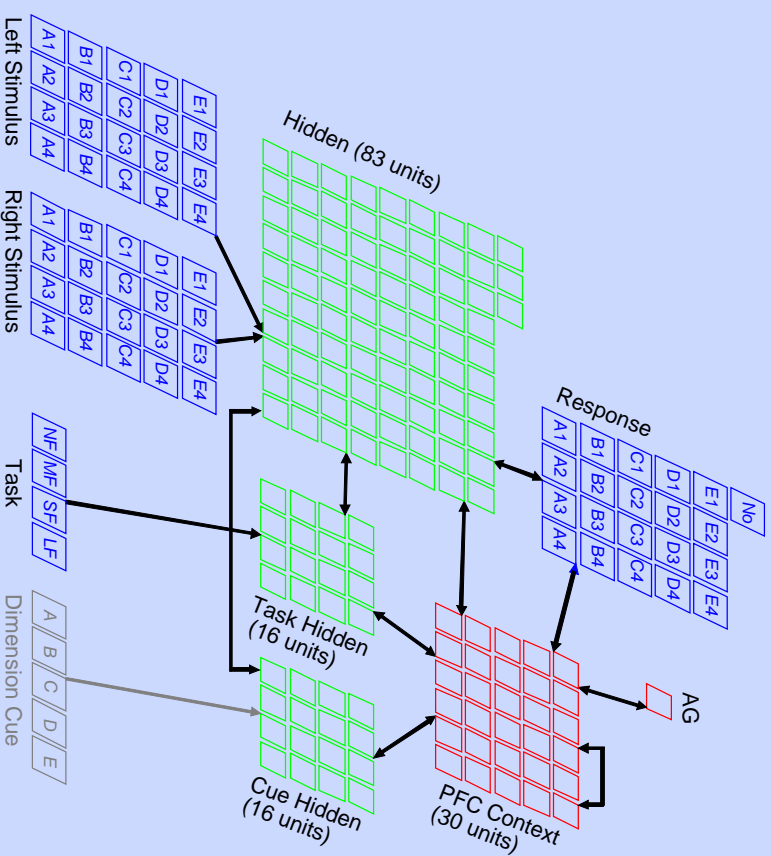 No
E1 E2 E3 E4
D1 D2 D3 D4
C1 C2 C3 C4
B1 B2 B3 B4
A1 A2 A3 A4
Response
AG
PFC Context
(30 units)
Hidden (83 units)
Task Hidden
(16 units)
Cue Hidden
(16 units)
E1 E2 E3 E4
D1 D2 D3 D4
C1 C2 C3 C4
B1 B2 B3 B4
A1 A2 A3 A4
Left Stimulus
E1 E2 E3 E4
D1 D2 D3 D4
C1 C2 C3 C4
B1 B2 B3 B4
A1 A2 A3 A4
Right Stimulus
NF MF SF LF
Task
A B C D E
Dimension Cue